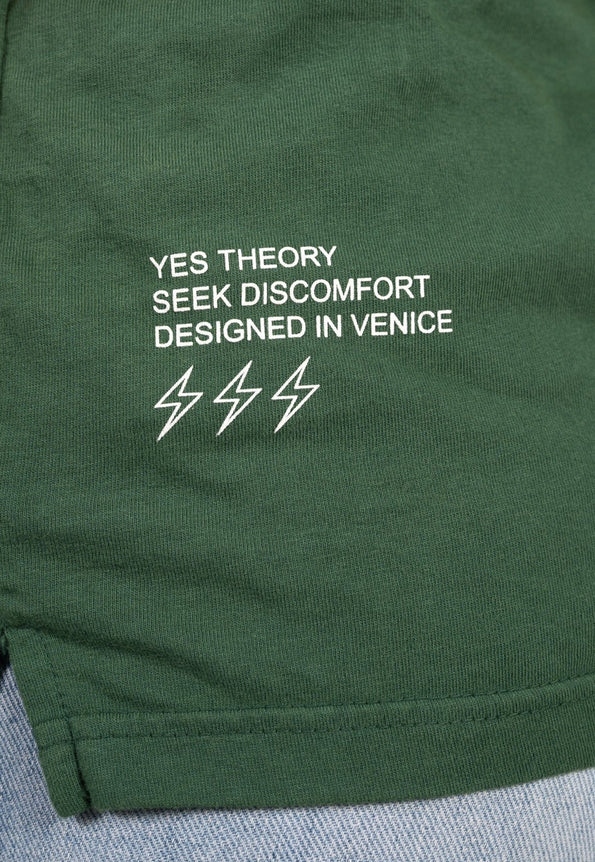 YES THEORY
SEEK DISCOMFORT
DESIGNED IN VENICE